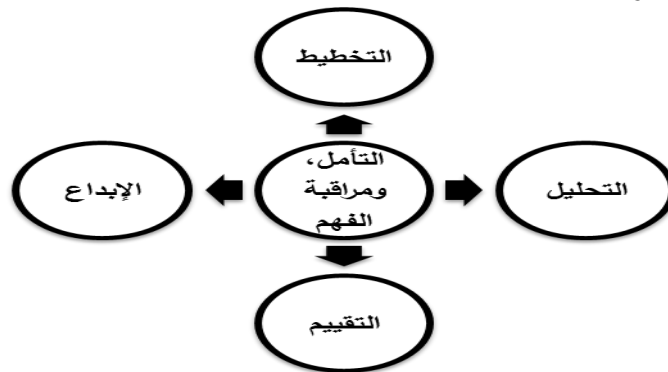 التخطيط
التأمل،
ومراقبة
الفهم
التحليل
الإبداع
التقييم